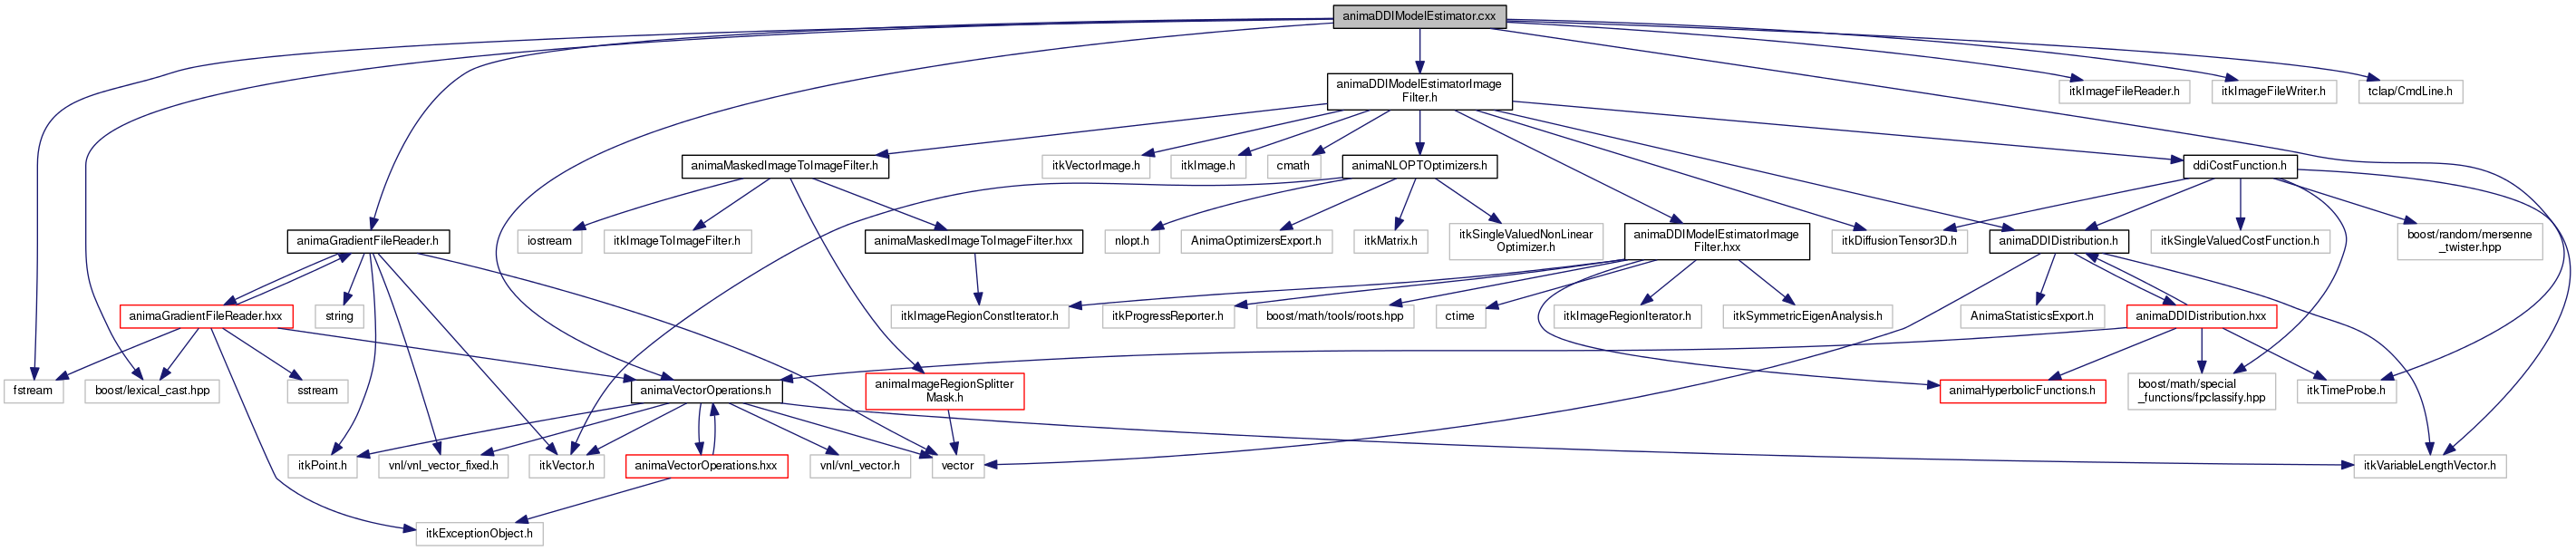 animaDDIModelEstimator.cxx
animaDDIModelEstimatorImage
Filter.h
itkImageFileReader.h
itkImageFileWriter.h
tclap/CmdLine.h
animaMaskedImageToImageFilter.h
itkVectorImage.h
itkImage.h
cmath
animaNLOPTOptimizers.h
ddiCostFunction.h
animaGradientFileReader.h
iostream
itkImageToImageFilter.h
animaMaskedImageToImageFilter.hxx
nlopt.h
AnimaOptimizersExport.h
itkMatrix.h
itkSingleValuedNonLinear
Optimizer.h
animaDDIModelEstimatorImage
Filter.hxx
itkDiffusionTensor3D.h
animaDDIDistribution.h
itkSingleValuedCostFunction.h
boost/random/mersenne
_twister.hpp
animaGradientFileReader.hxx
string
itkImageRegionConstIterator.h
itkProgressReporter.h
boost/math/tools/roots.hpp
ctime
itkImageRegionIterator.h
itkSymmetricEigenAnalysis.h
AnimaStatisticsExport.h
animaDDIDistribution.hxx
fstream
boost/lexical_cast.hpp
sstream
animaVectorOperations.h
animaImageRegionSplitter
Mask.h
animaHyperbolicFunctions.h
boost/math/special
_functions/fpclassify.hpp
itkTimeProbe.h
itkPoint.h
vnl/vnl_vector_fixed.h
itkVector.h
animaVectorOperations.hxx
vnl/vnl_vector.h
vector
itkVariableLengthVector.h
itkExceptionObject.h